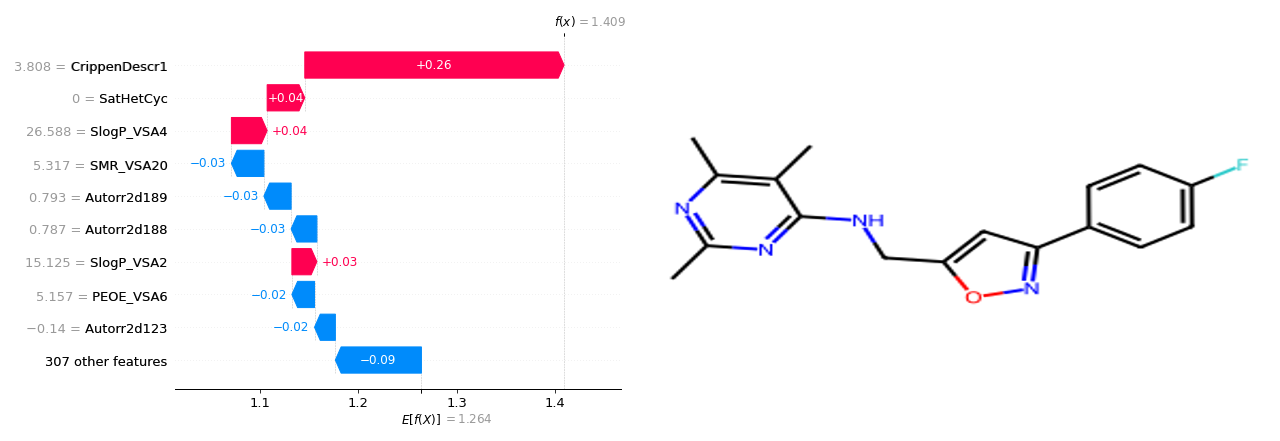 f(x) = 1.409
3.808 = CrippenDescr1
+0.26
0 = SatHetCyc
+0.04
26.588 = SlogP_VSA4
+0.04
5.317 = SMR_VSA20
−0.03
0.793 = Autorr2d189
−0.03
0.787 = Autorr2d188
−0.03
15.125 = SlogP_VSA2
+0.03
5.157 = PEOE_VSA6
−0.02
−0.14 = Autorr2d123
−0.02
307 other features
−0.09
1.1 1.2 1.3 1.4
E[f(X)] = 1.264
N
N
NH
O
N
F